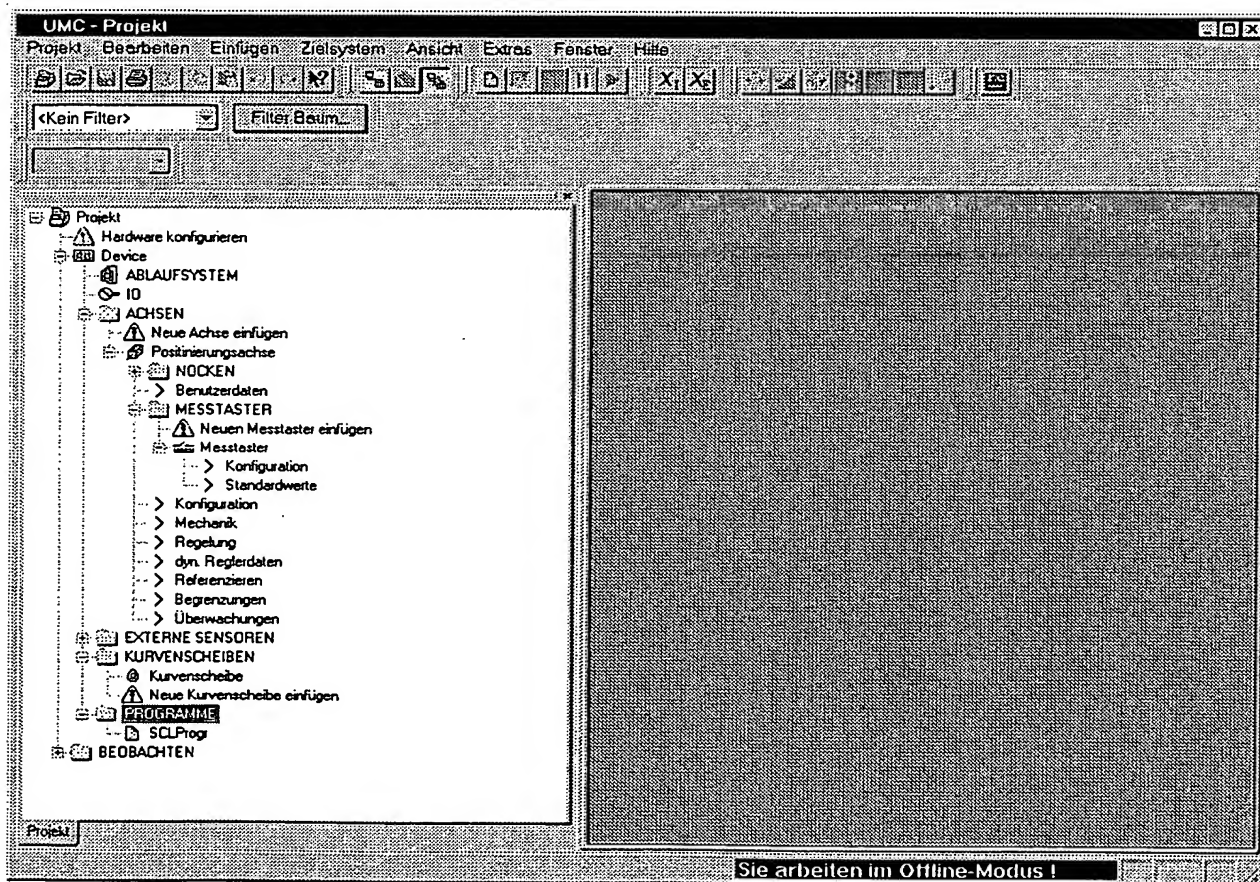 UMC - Projekt
Projekt Bearbeiten Einfügen Zielsystem Ansicht Extras Fenster Hilfe
<Kein Filter> Filter Baum...
Projekt
Hardware konfigurieren
Device
ABLAUFSYSTEM
IO
ACHSEN
Neue Achse einfügen
Positinierungsachse
NOCKEN
Benutzerdaten
MESSTASTER
Neuen Messtaster einfügen
Messtaster
Konfiguration
Standardwerte
Konfiguration
Mechanik
Regelung
dyn. Reglerdaten
Referenzieren
Begrenzungen
Überwachungen
EXTERNE SENSOREN
KURVENSCHEIBEN
Kurvenscheibe
Neue Kurvenscheibe einfügen
PROGRAMME
SCLProgr
BEOBACHTEN
Projekt
Sie arbeiten im Offline-Modus !